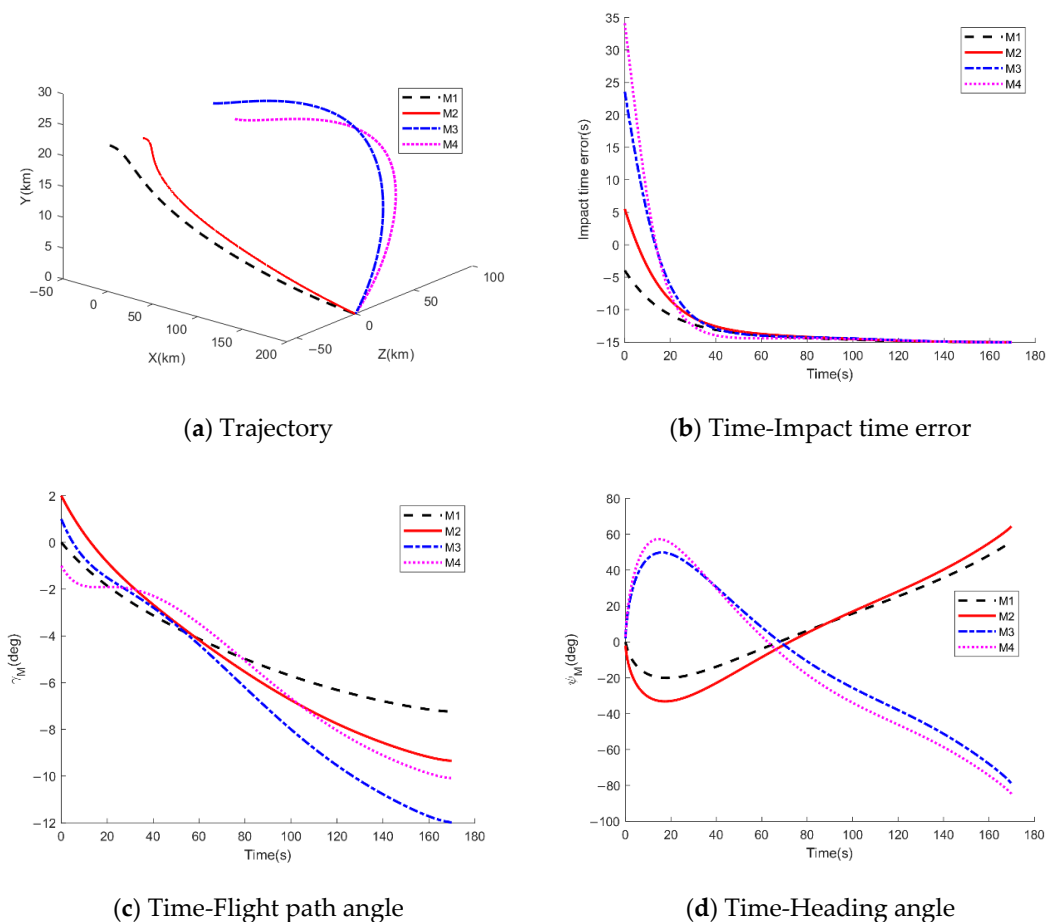 30
25
20
15
10
5
0
Y(km)
−50
0
50
100
150
200
X(km)
−50
0
50
100
Z(km)
M1
M2
M3
M4
(a) Trajectory
35
30
25
20
15
10
5
0
−5
−10
−15
Impact time error(s)
0 20 40 60 80 100 120 140 160 180
Time(s)
M1
M2
M3
M4
(b) Time-Impact time error
2
0
−2
−4
−6
−8
−10
−12
γM(deg)
0 20 40 60 80 100 120 140 160 180
Time(s)
M1
M2
M3
M4
(c) Time-Flight path angle
80
60
40
20
0
−20
−40
−60
−80
−100
ψM(deg)
0 20 40 60 80 100 120 140 160 180
Time(s)
M1
M2
M3
M4
(d) Time-Heading angle